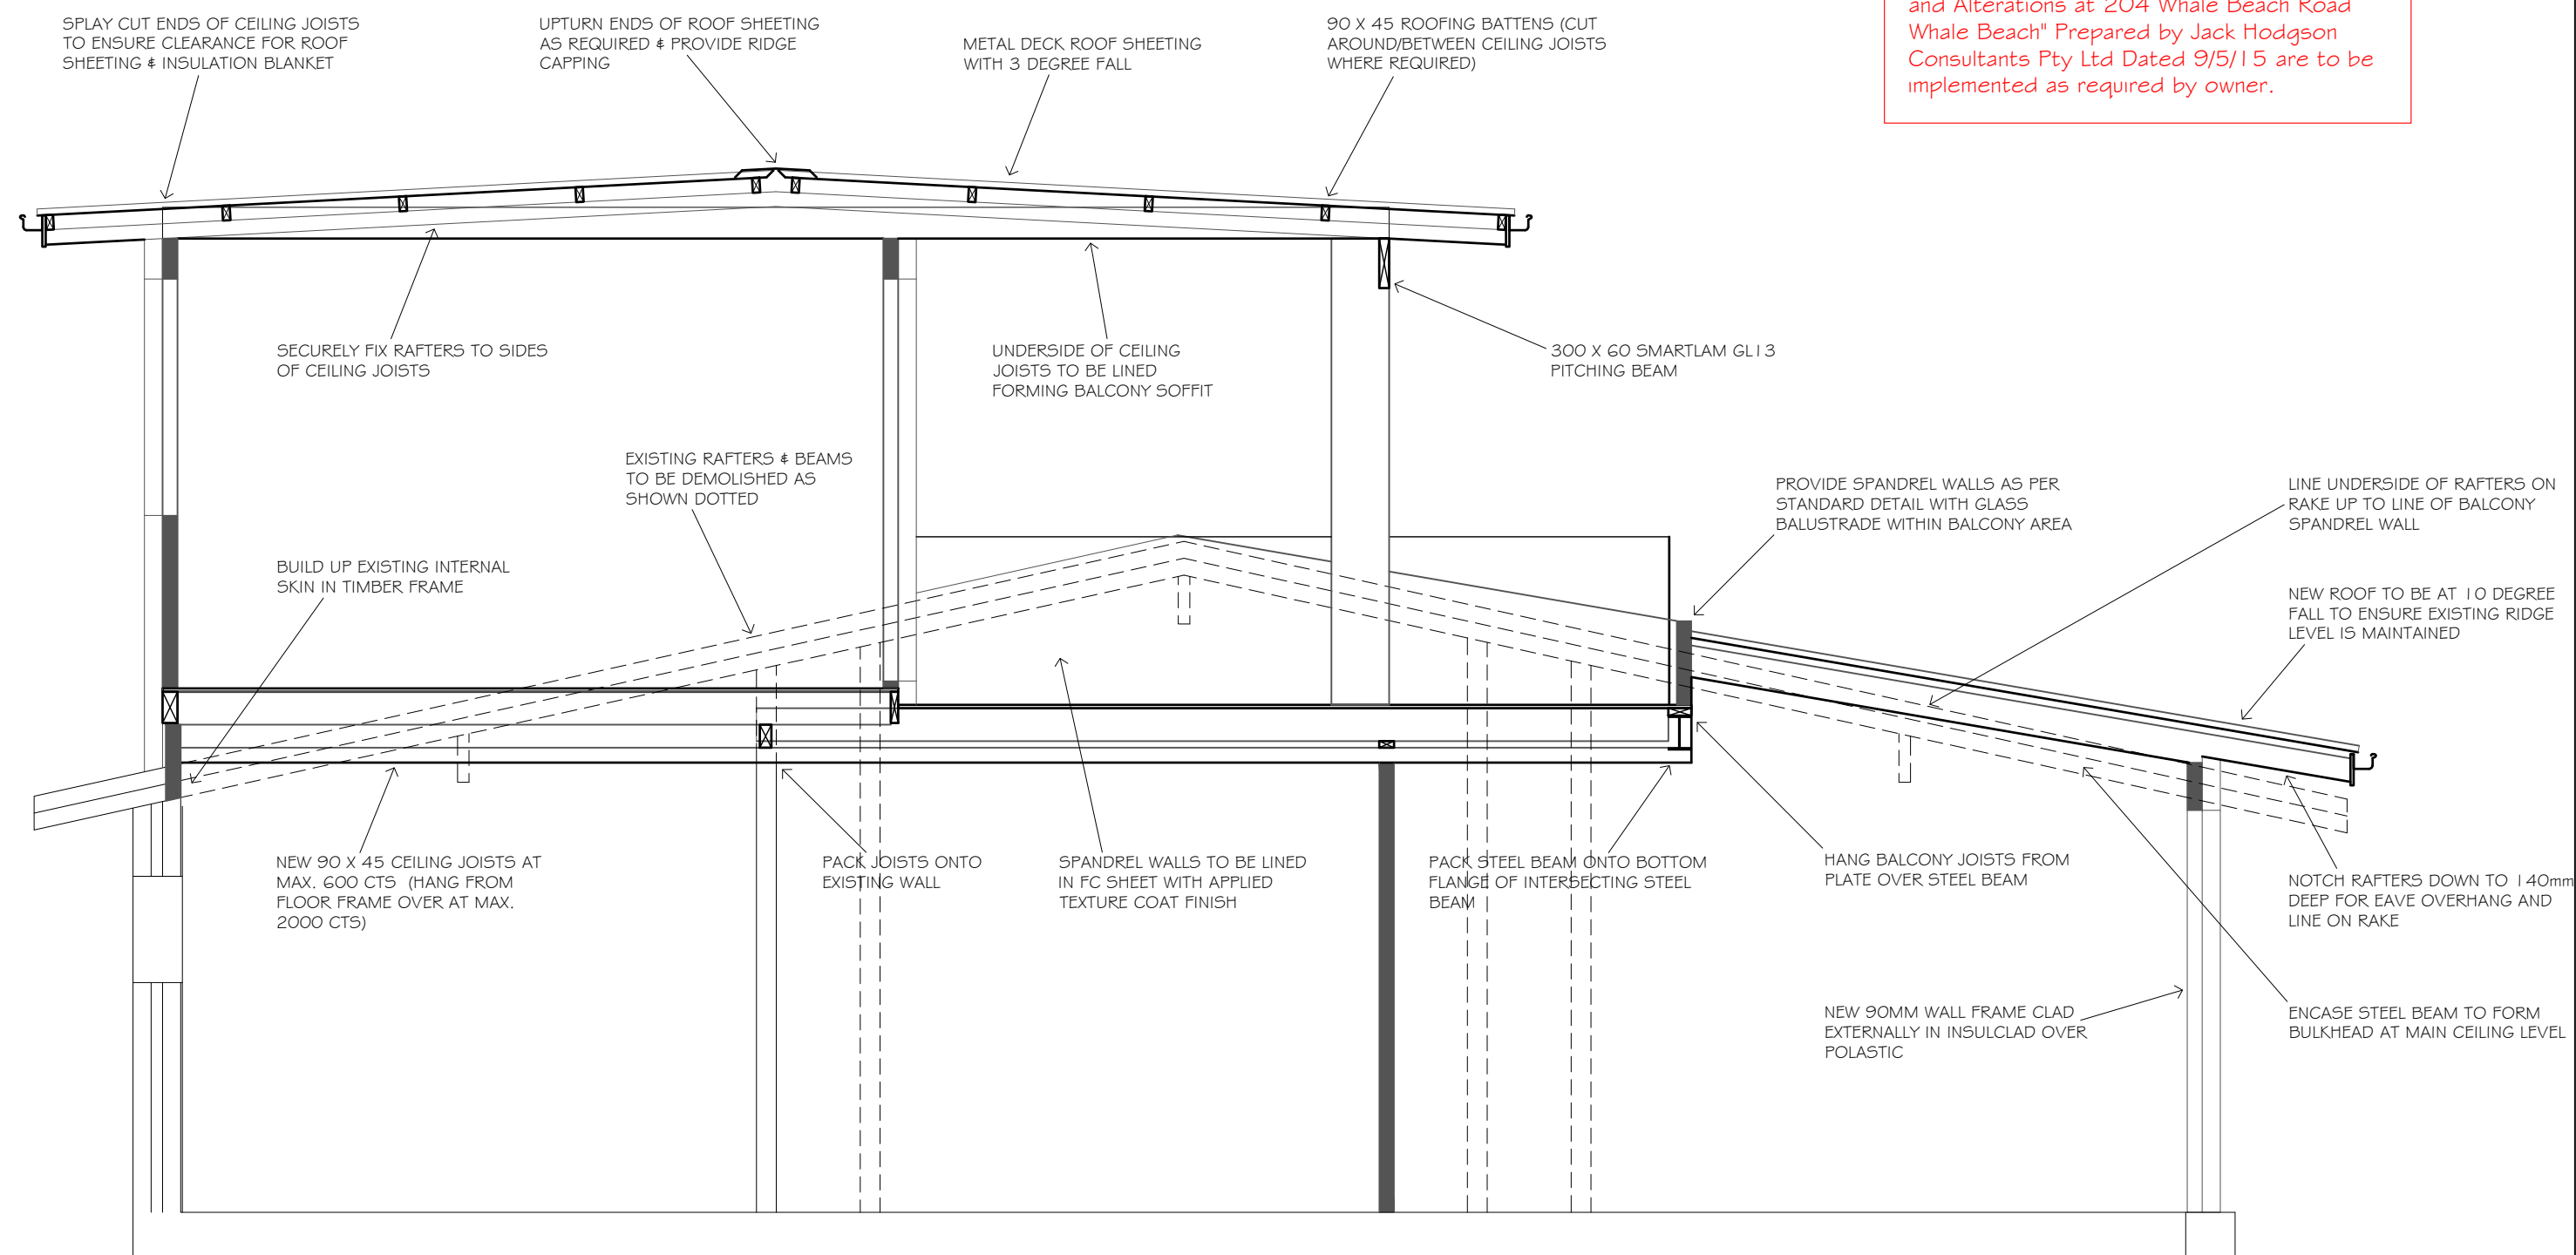 SPLAY CUT ENDS OF CEILING JOISTS
TO ENSURE CLEARANCE FOR ROOF
SHEETING & INSULATION BLANKET
UPTURN ENDS OF ROOF SHEETING
AS REQUIRED & PROVIDE RIDGE
CAPPING
METAL DECK ROOF SHEETING
WITH 3 DEGREE FALL
90 X 45 ROOFING BATTENS (CUT
AROUND/BETWEEN CEILING JOISTS
WHERE REQUIRED)
and Alterations at 204 Whale Beach Road
Whale Beach" Prepared by Jack Hodgson
Consultants Pty Ltd Dated 9/5/15 are to be
implemented as required by owner.
SECURELY FIX RAFTERS TO SIDES
OF CEILING JOISTS
UNDERSIDE OF CEILING
JOISTS TO BE LINED
FORMING BALCONY SOFFIT
300 X 60 SMARTLAM GL13
PITCHING BEAM
EXISTING RAFTERS & BEAMS
TO BE DEMOLISHED AS
SHOWN DOTTED
PROVIDE SPANDREL WALLS AS PER
STANDARD DETAIL WITH GLASS
BALUSTRADE WITHIN BALCONY AREA
LINE UNDERSIDE OF RAFTERS ON
RAKE UP TO LINE OF BALCONY
SPANDREL WALL
BUILD UP EXISTING INTERNAL
SKIN IN TIMBER FRAME
NEW ROOF TO BE AT 10 DEGREE
FALL TO ENSURE EXISTING RIDGE
LEVEL IS MAINTAINED
NEW 90 X 45 CEILING JOISTS AT
MAX. 600 CTS (HANG FROM
FLOOR FRAME OVER AT MAX.
2000 CTS)
PACK JOISTS ONTO
EXISTING WALL
SPANDREL WALLS TO BE LINED
IN FC SHEET WITH APPLIED
TEXTURE COAT FINISH
PACK STEEL BEAM ONTO BOTTOM
FLANGE OF INTERSECTING STEEL
BEAM
HANG BALCONY JOISTS FROM
PLATE OVER STEEL BEAM
NOTCH RAFTERS DOWN TO 140mm
DEEP FOR EAVE OVERHANG AND
LINE ON RAKE
NEW 90MM WALL FRAME CLAD
EXTERNALLY IN INSULCLAD OVER
POLASTIC
ENCASE STEEL BEAM TO FORM
BULKHEAD AT MAIN CEILING LEVEL